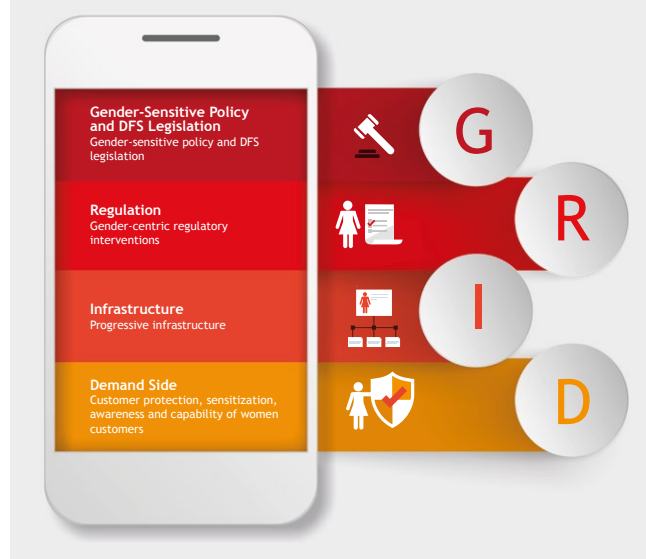 Gender-Sensitive Policy
and DFS Legislation
Gender-sensitive policy and DFS
legislation
G
Regulation
Gender-centric regulatory
interventions
R
Infrastructure
Progressive infrastructure
I
Demand Side
Customer protection, sensitization,
awareness and capability of women
customers
D